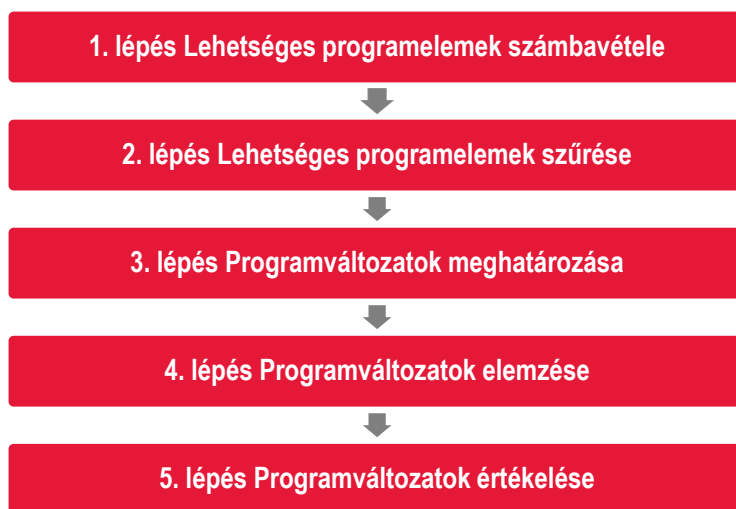 1. lépés Lehetséges programelemek számbavétele
2. lépés Lehetséges programelemek szűrése
3. lépés Programváltozatok meghatározása
4. lépés Programváltozatok elemzése
5. lépés Programváltozatok értékelése